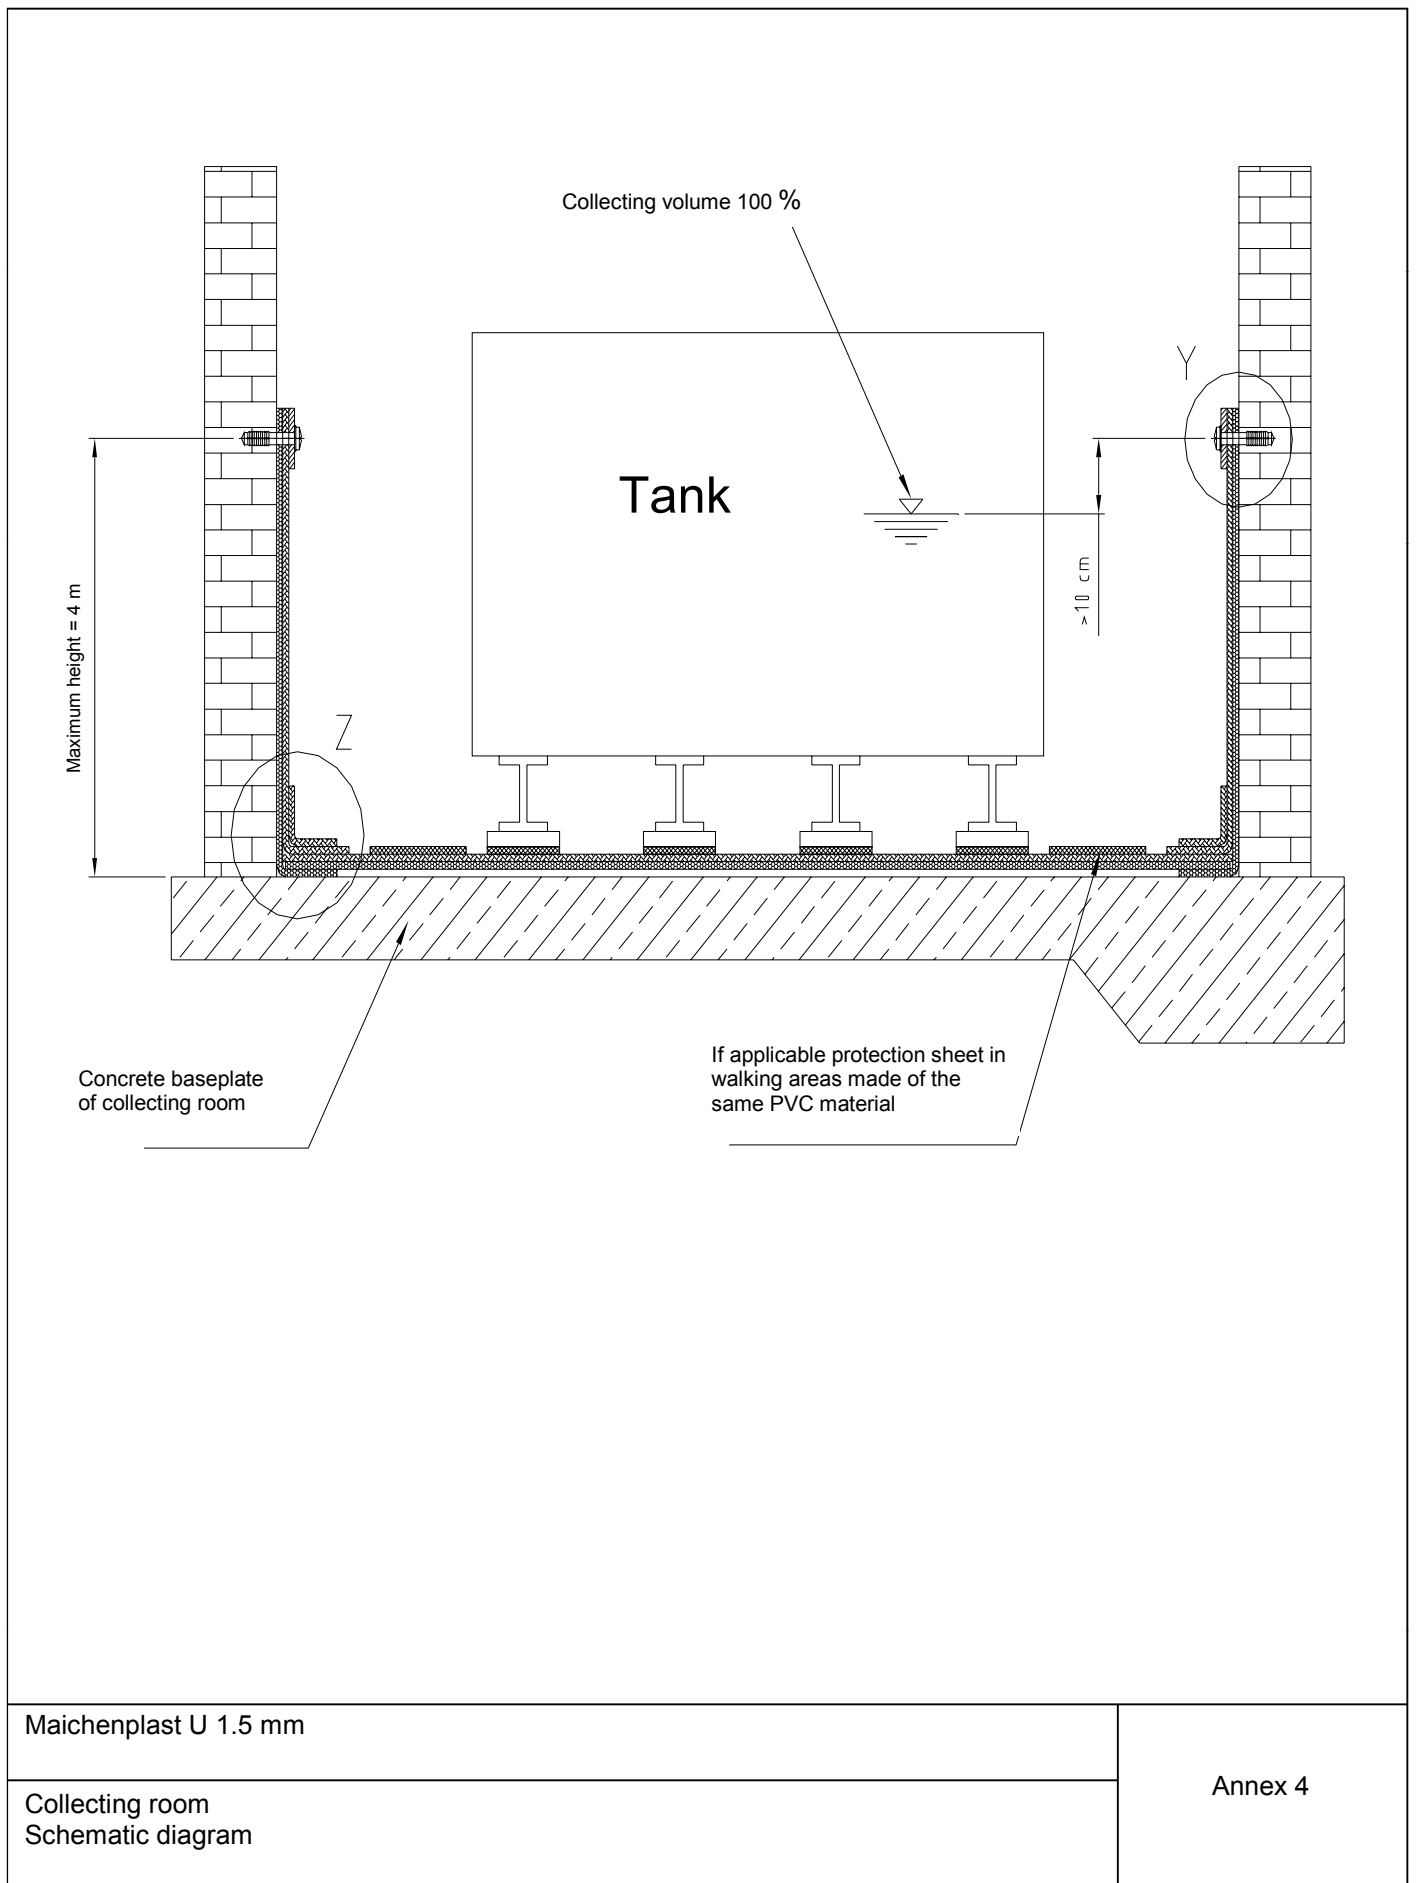 Collecting volume 100 %
Y
Tank
>10 cm
Maximum height = 4 m
Z
If applicable protection sheet in
walking areas made of the
same PVC material
Concrete baseplate
of collecting room
Maichenplast U 1.5 mm
Collecting room
Schematic diagram
Annex 4